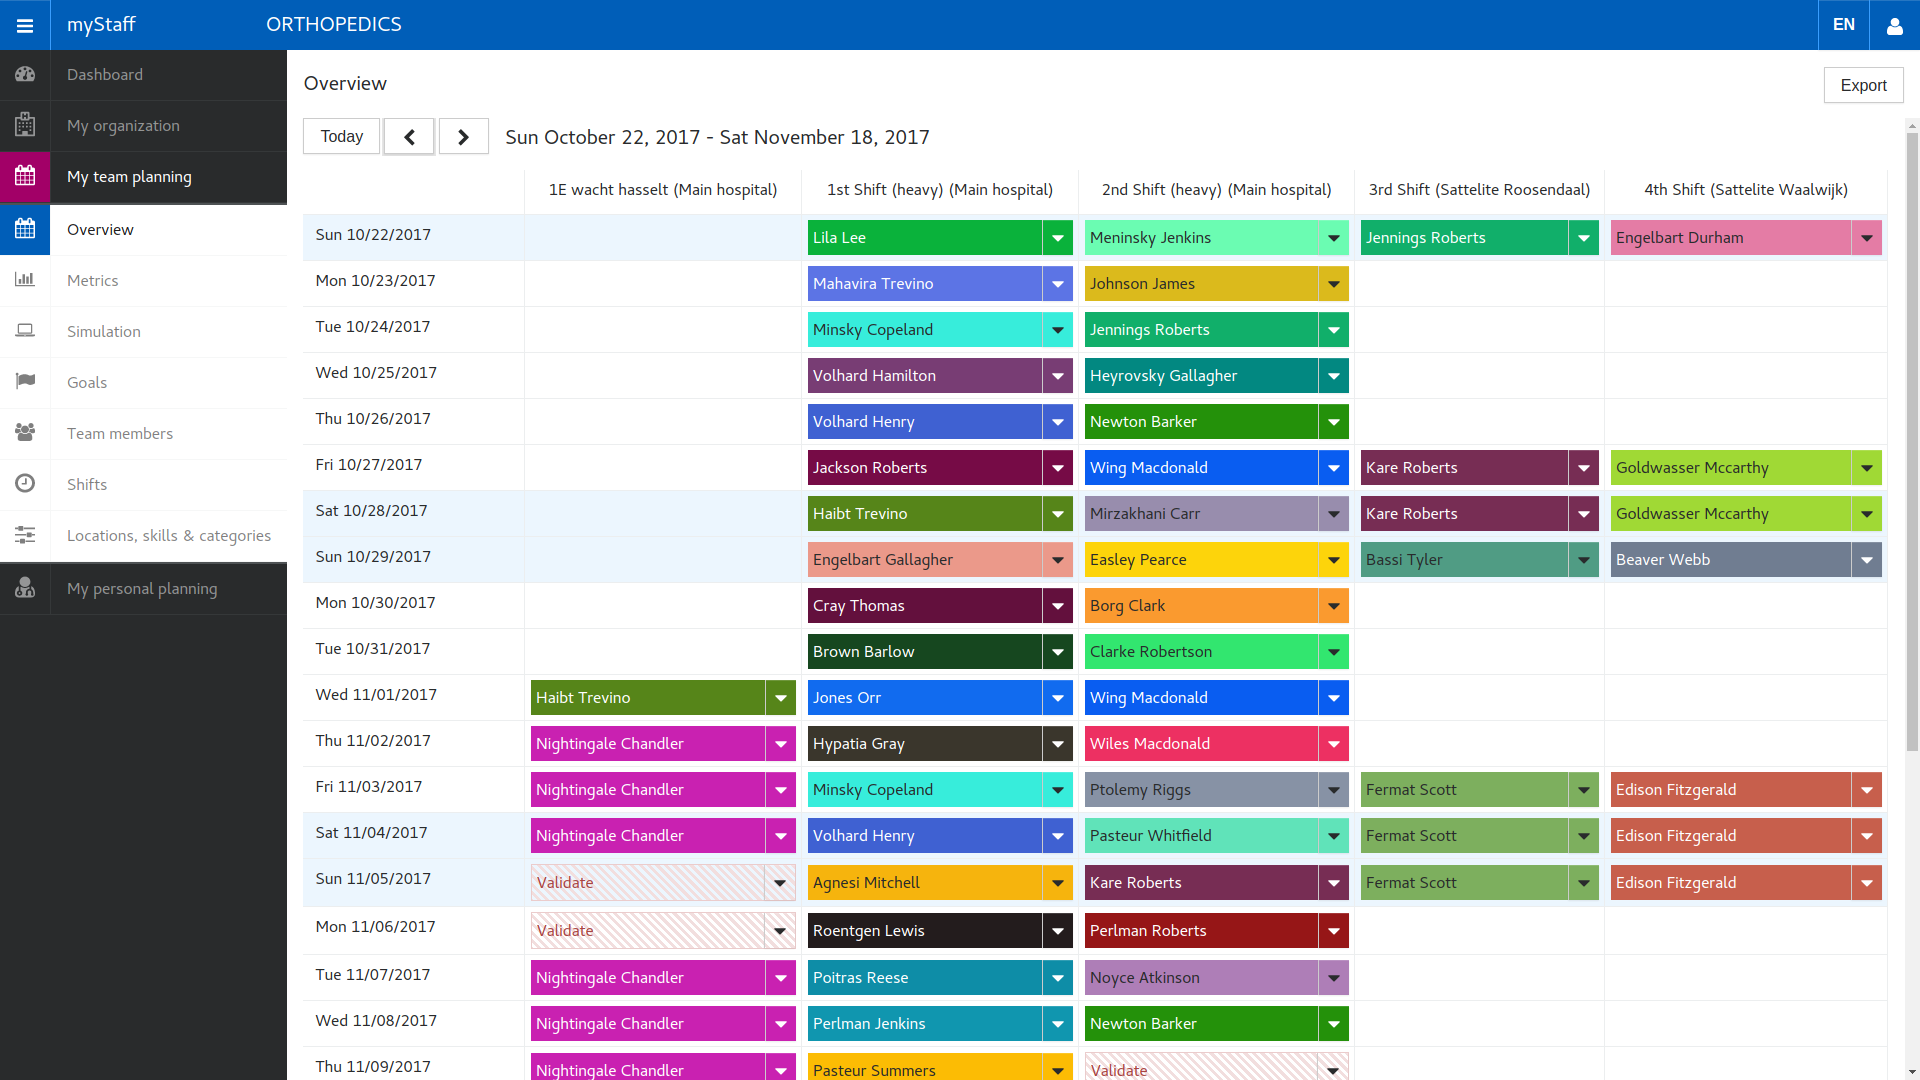 myStaff ORTHOPEDICS EN
Dashboard
My organization
My team planning
Overview
Metrics
Simulation
Goals
Team members
Shifts
Locations, skills & categories
My personal planning
Overview Export
Today Sun October 22, 2017 - Sat November 18, 2017
1E wacht hasselt (Main hospital) 1st Shift (heavy) (Main hospital) 2nd Shift (heavy) (Main hospital) 3rd Shift (Sattelite Roosendaal) 4th Shift (Sattelite Waalwijk)
Sun 10/22/2017 Lila Lee Meninsky Jenkins Jennings Roberts Engelbart Durham
Mon 10/23/2017 Mahavira Trevino Johnson James
Tue 10/24/2017 Minsky Copeland Jennings Roberts
Wed 10/25/2017 Volhard Hamilton Heyrovsky Gallagher
Thu 10/26/2017 Volhard Henry Newton Barker
Fri 10/27/2017 Jackson Roberts Wing Macdonald Kare Roberts Goldwasser Mccarthy
Sat 10/28/2017 Haibt Trevino Mirzakhani Carr Kare Roberts Goldwasser Mccarthy
Sun 10/29/2017 Engelbart Gallagher Easley Pearce Bassi Tyler Beaver Webb
Mon 10/30/2017 Cray Thomas Borg Clark
Tue 10/31/2017 Brown Barlow Clarke Robertson
Wed 11/01/2017 Haibt Trevino Jones Orr Wing Macdonald
Thu 11/02/2017 Nightingale Chandler Hypatia Gray Wiles Macdonald
Fri 11/03/2017 Nightingale Chandler Minsky Copeland Ptolemy Riggs Fermat Scott Edison Fitzgerald
Sat 11/04/2017 Nightingale Chandler Volhard Henry Pasteur Whitfield Fermat Scott Edison Fitzgerald
Sun 11/05/2017 Validate Agnesi Mitchell Kare Roberts Fermat Scott Edison Fitzgerald
Mon 11/06/2017 Validate Roentgen Lewis Perlman Roberts
Tue 11/07/2017 Nightingale Chandler Poitras Reese Noyce Atkinson
Wed 11/08/2017 Nightingale Chandler Perlman Jenkins Newton Barker
Thu 11/09/2017 Nightingale Chandler Pasteur Summers Validate